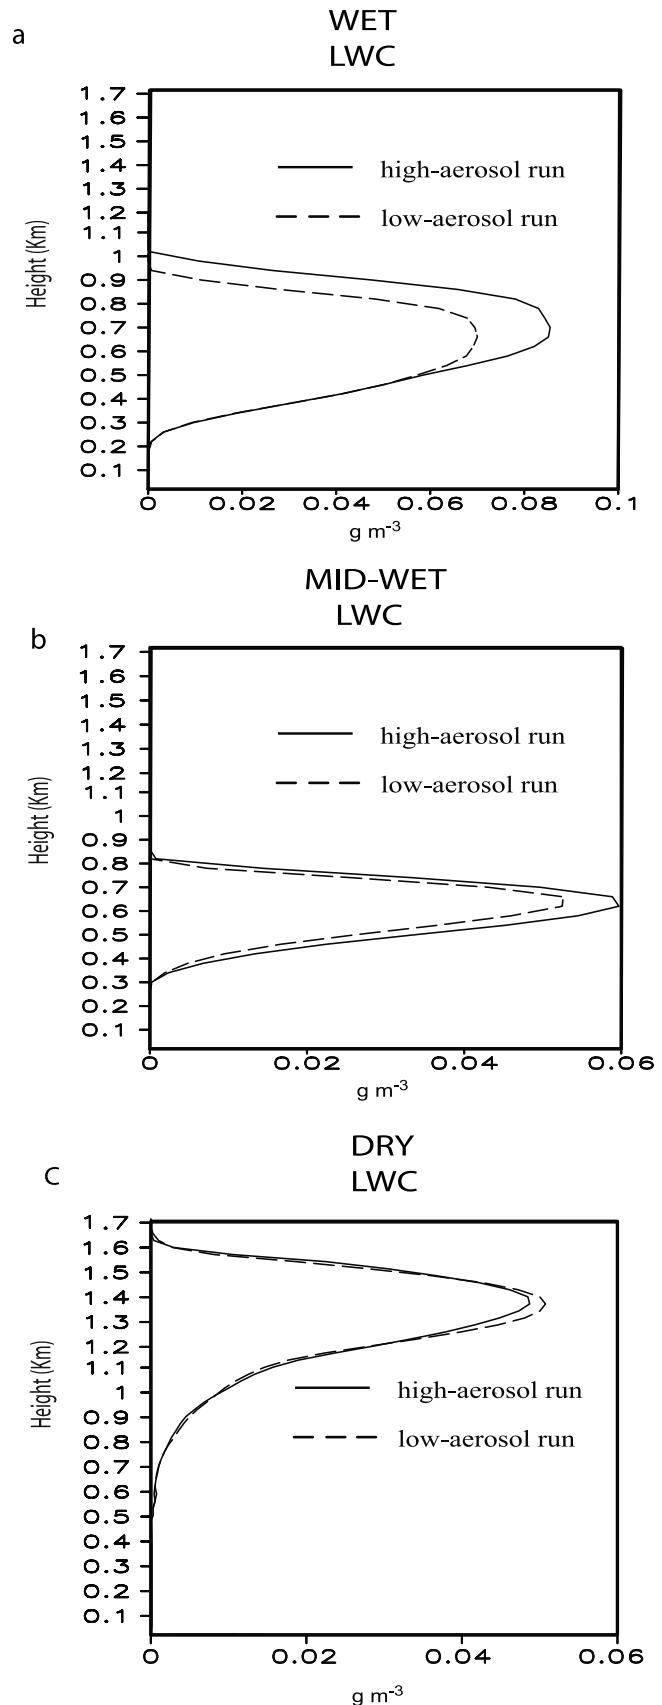 a
WET
LWC
1.7
1.6
1.5
1.4
1.3
1.2
1.1
1
0.9
0.8
0.7
0.6
0.5
0.4
0.3
0.2
0.1
Height (Km)
high-aerosol run
low-aerosol run
0 0.02 0.04 0.06 0.08 0.1
g m-3
b
MID-WET
LWC
1.7
1.6
1.5
1.4
1.3
1.2
1.1
1
0.9
0.8
0.7
0.6
0.5
0.4
0.3
0.2
0.1
Height (Km)
high-aerosol run
low-aerosol run
0 0.02 0.04 0.06
g m-3
c
DRY
LWC
1.7
1.6
1.5
1.4
1.3
1.2
1.1
1
0.9
0.8
0.7
0.6
0.5
0.4
0.3
0.2
0.1
Height (Km)
high-aerosol run
low-aerosol run
0 0.02 0.04 0.06
g m-3